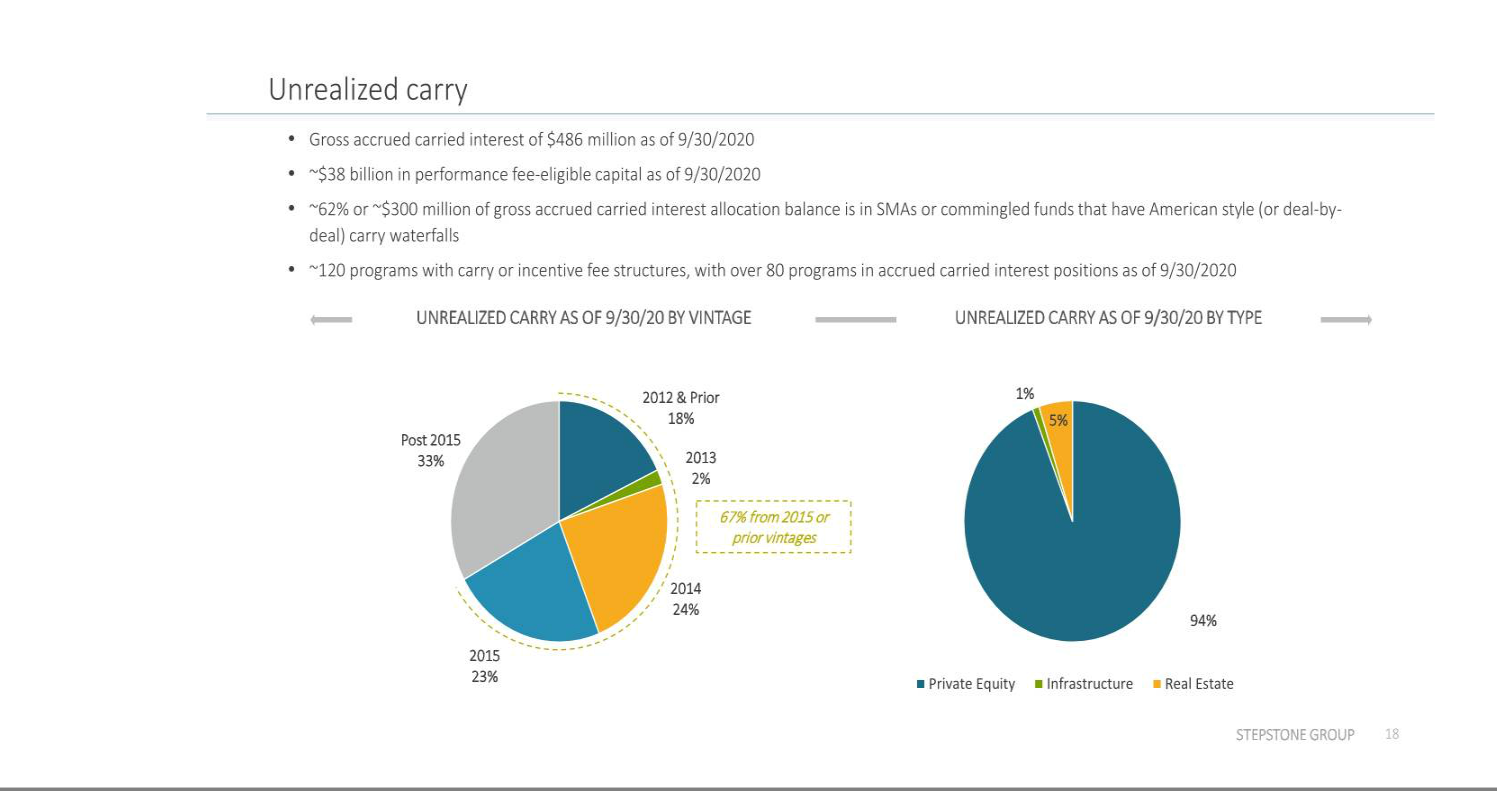 Unrealized carry
• Gross accrued carried interest of $486 million as of 9/30/2020
• ~$38 billion in performance fee-eligible capital as of 9/30/2020
• ~62% or ~$300 million of gross accrued carried interest allocation balance is in SMAs or commingled funds that have American style (or deal-by-
deal) carry waterfalls
• ~120 programs with carry or incentive fee structures, with over 80 programs in accrued carried interest positions as of 9/30/2020
UNREALIZED CARRY AS OF 9/30/20 BY VINTAGE
2012 & Prior
18%
2013
2%
67% from 2015 or
prior vintages
2014
24%
2015
23%
Post 2015
33%
UNREALIZED CARRY AS OF 9/30/20 BY TYPE
1%
5%
94%
Private Equity Infrastructure Real Estate
STEPSTONE GROUP 18